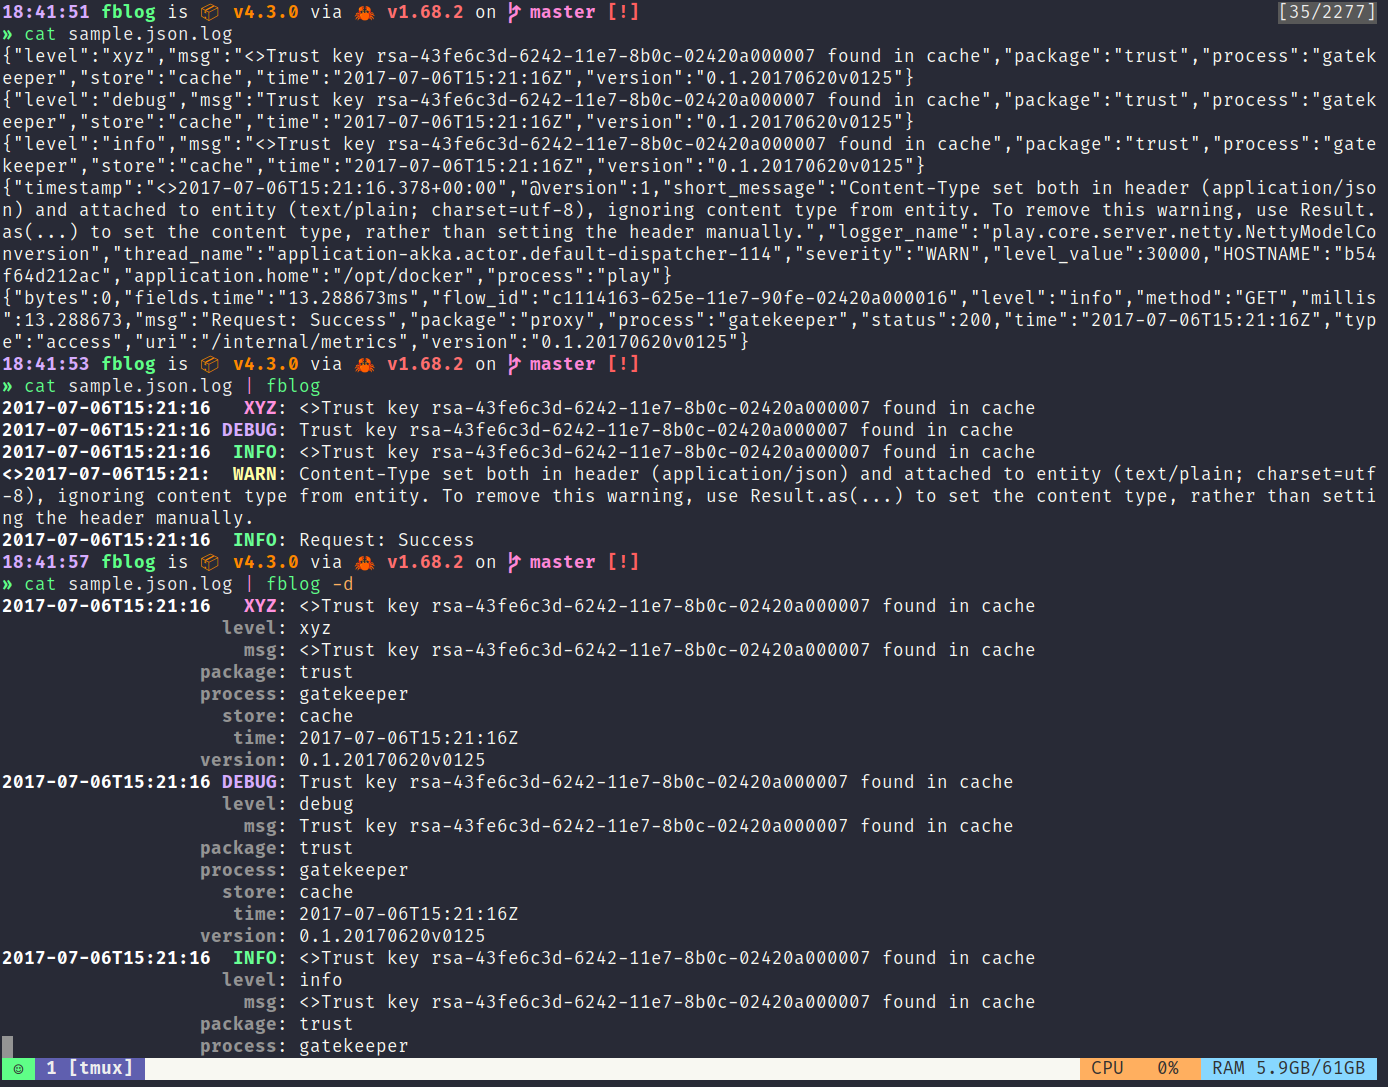 18:41:51 fblog is 📦 v4.3.0 via 🦀 v1.68.2 on master [!] [35/2277]
» cat sample.json.log
{"level":"xyz","msg":"<>Trust key rsa-43fe6c3d-6242-11e7-8b0c-02420a000007 found in cache","package":"trust","process":"gatek
eeper","store":"cache","time":"2017-07-06T15:21:16Z","version":"0.1.20170620v0125"}
{"level":"debug","msg":"Trust key rsa-43fe6c3d-6242-11e7-8b0c-02420a000007 found in cache","package":"trust","process":"gatek
eeper","store":"cache","time":"2017-07-06T15:21:16Z","version":"0.1.20170620v0125"}
{"level":"info","msg":"<>Trust key rsa-43fe6c3d-6242-11e7-8b0c-02420a000007 found in cache","package":"trust","process":"gate
keeper","store":"cache","time":"2017-07-06T15:21:16Z","version":"0.1.20170620v0125"}
{"timestamp":"<>2017-07-06T15:21:16.378+00:00","@version":1,"short_message":"Content-Type set both in header (application/jso
n) and attached to entity (text/plain; charset=utf-8), ignoring content type from entity. To remove this warning, use Result.
as(...) to set the content type, rather than setting the header manually.","logger_name":"play.core.server.netty.NettyModelCo
nversion","thread_name":"application-akka.actor.default-dispatcher-114","severity":"WARN","level_value":30000,"HOSTNAME":"b54
f64d212ac","application.home":"/opt/docker","process":"play"}
{"bytes":0,"fields.time":"13.288673ms","flow_id":"c1114163-625e-11e7-90fe-02420a000016","level":"info","method":"GET","millis
":13.288673,"msg":"Request: Success","package":"proxy","process":"gatekeeper","status":200,"time":"2017-07-06T15:21:16Z","typ
e":"access","uri":"/internal/metrics","version":"0.1.20170620v0125"}
18:41:53 fblog is 📦 v4.3.0 via 🦀 v1.68.2 on master [!]
» cat sample.json.log | fblog
2017-07-06T15:21:16 XYZ: <>Trust key rsa-43fe6c3d-6242-11e7-8b0c-02420a000007 found in cache
2017-07-06T15:21:16 DEBUG: Trust key rsa-43fe6c3d-6242-11e7-8b0c-02420a000007 found in cache
2017-07-06T15:21:16 INFO: <>Trust key rsa-43fe6c3d-6242-11e7-8b0c-02420a000007 found in cache
<>2017-07-06T15:21: WARN: Content-Type set both in header (application/json) and attached to entity (text/plain; charset=utf
-8), ignoring content type from entity. To remove this warning, use Result.as(...) to set the content type, rather than setti
ng the header manually.
2017-07-06T15:21:16 INFO: Request: Success
18:41:57 fblog is 📦 v4.3.0 via 🦀 v1.68.2 on master [!]
» cat sample.json.log | fblog -d
2017-07-06T15:21:16 XYZ: <>Trust key rsa-43fe6c3d-6242-11e7-8b0c-02420a000007 found in cache
level: xyz
msg: <>Trust key rsa-43fe6c3d-6242-11e7-8b0c-02420a000007 found in cache
package: trust
process: gatekeeper
store: cache
time: 2017-07-06T15:21:16Z
version: 0.1.20170620v0125
2017-07-06T15:21:16 DEBUG: Trust key rsa-43fe6c3d-6242-11e7-8b0c-02420a000007 found in cache
level: debug
msg: Trust key rsa-43fe6c3d-6242-11e7-8b0c-02420a000007 found in cache
package: trust
process: gatekeeper
store: cache
time: 2017-07-06T15:21:16Z
version: 0.1.20170620v0125
2017-07-06T15:21:16 INFO: <>Trust key rsa-43fe6c3d-6242-11e7-8b0c-02420a000007 found in cache
level: info
msg: <>Trust key rsa-43fe6c3d-6242-11e7-8b0c-02420a000007 found in cache
package: trust
process: gatekeeper
☺ 1 [tmux] CPU 0% RAM 5.9GB/61GB